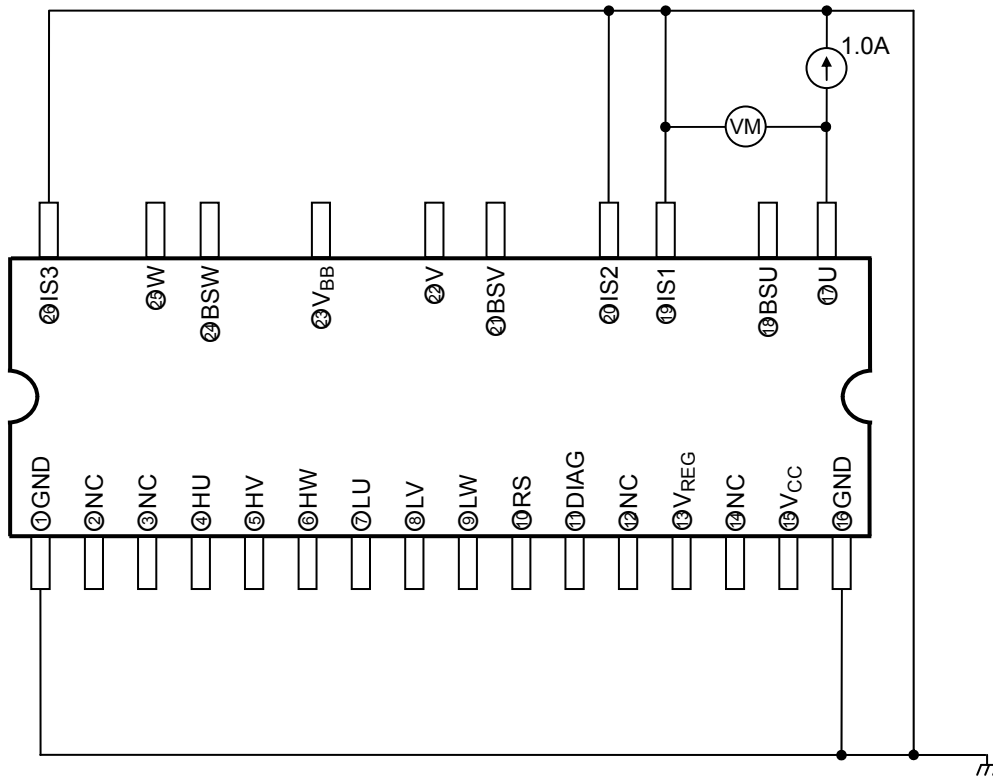 1.0A
VM
㉖IS3
㉕W
㉔BSW
㉓VBB
㉒V
㉑BSV
⑳IS2
⑲IS1
⑱BSU
⑰U
①GND
②NC
③NC
④HU
⑤HV
⑥HW
⑦LU
⑧LV
⑨LW
⑩RS
⑪DIAG
⑫NC
⑬VREG
⑭NC
⑮VCC
⑯GND